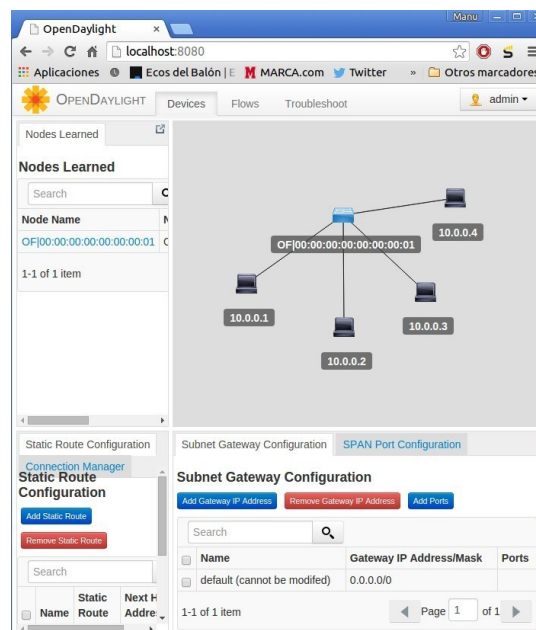 Manu
OpenDaylight
localhost:8080
Aplicaciones
Ecos del Balón | E
MARCA.com
Twitter
»
Otros marcadores
OPENDAYLIGHT
Devices
Flows
Troubleshoot
admin
Nodes Learned
Nodes Learned
Search
Node Name
N
OF|00:00:00:00:00:00:00:01
1-1 of 1 item
10.0.0.4
OF|00:00:00:00:00:00:00:01
10.0.0.1
10.0.0.3
10.0.0.2
Static Route Configuration
Connection Manager
Static Route
Configuration
Add Static Route
Remove Static Route
Search
Name
Static Route
Next H
Addre
Subnet Gateway Configuration
SPAN Port Configuration
Subnet Gateway Configuration
Add Gateway IP Address
Remove Gateway IP Address
Add Ports
Search
Name
Gateway IP Address/Mask
Ports
default (cannot be modifed)
0.0.0.0/0
1-1 of 1 item
Page 1 of 1